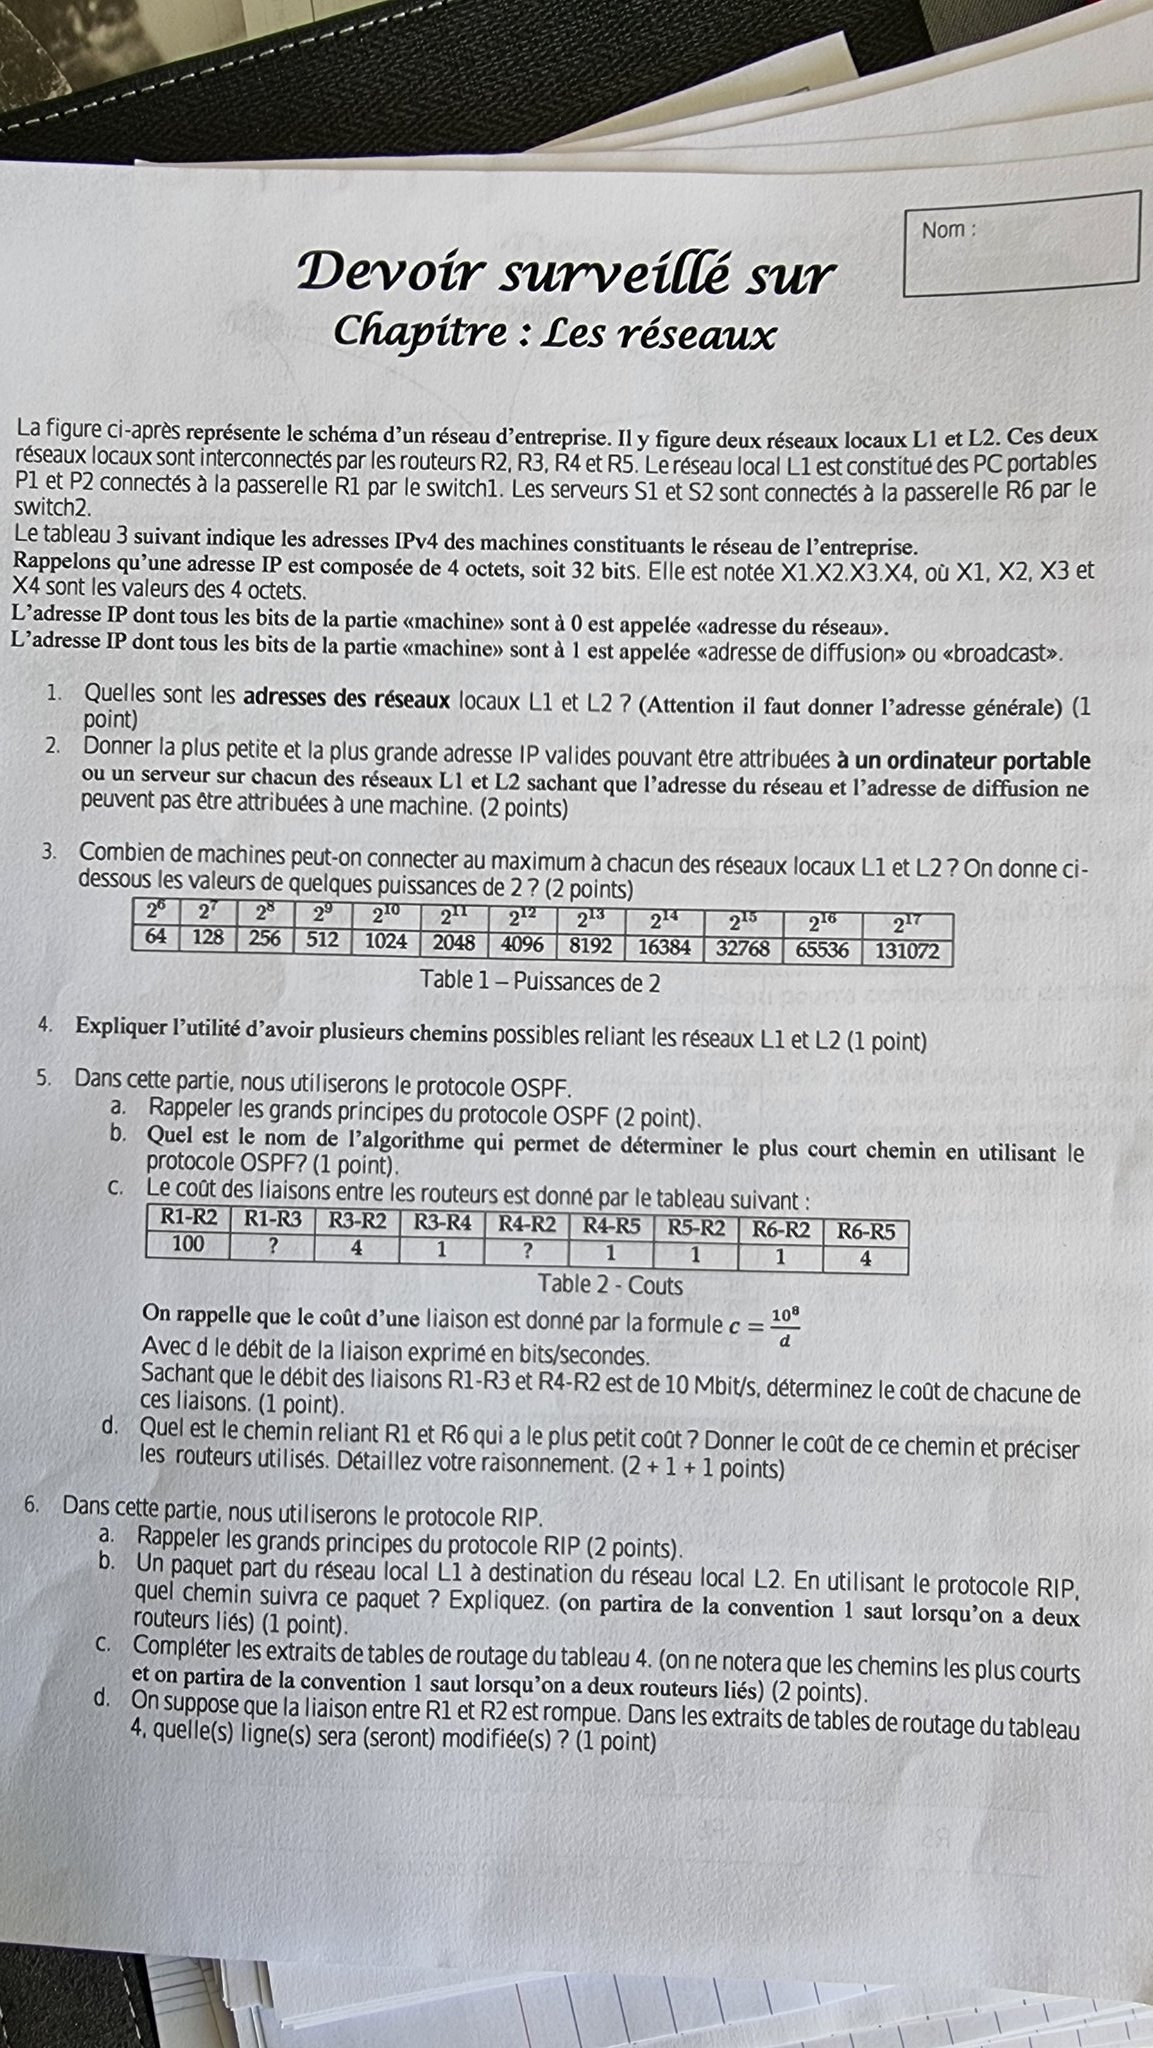 Nom :
Devoir surveillé sur
Chapitre : Les réseaux
La figure ci-après représente le schéma d'un réseau d'entreprise. Il y figure deux réseaux locaux L1 et L2. Ces deux
réseaux locaux sont interconnectés par les routeurs R2, R3, R4 et R5. Le réseau local L1 est constitué des PC portables
P1 et P2 connectés à la passerelle R1 par le switch1. Les serveurs S1 et S2 sont connectés à la passerelle R6 par le
switch2.
Le tableau 3 suivant indique les adresses IPv4 des machines constituants le réseau de l'entreprise.
Rappelons qu'une adresse IP est composée de 4 octets, soit 32 bits. Elle est notée X1.X2.X3.X4, où X1, X2, X3 et
X4 sont les valeurs des 4 octets.
L'adresse IP dont tous les bits de la partie «machine» sont à 0 est appelée «adresse du réseau».
L'adresse IP dont tous les bits de la partie «machine» sont à 1 est appelée «adresse de diffusion» ou «broadcast».
1. Quelles sont les adresses des réseaux locaux L1 et L2 ? (Attention il faut donner l'adresse générale) (1
point)
2. Donner la plus petite et la plus grande adresse IP valides pouvant être attribuées à un ordinateur portable
ou un serveur sur chacun des réseaux L1 et L2 sachant que l'adresse du réseau et l'adresse de diffusion ne
peuvent pas être attribuées à une machine. (2 points)
3. Combien de machines peut-on connecter au maximum à chacun des réseaux locaux L1 et L2 ? On donne ci-
dessous les valeurs de quelques puissances de 2 ? (2 points)
2⁶ 2⁷ 2⁸ 2⁹ 2¹⁰ 2¹¹ 2¹² 2¹³ 2¹⁴ 2¹⁵ 2¹⁶ 2¹⁷
64 128 256 512 1024 2048 4096 8192 16384 32768 65536 131072
Table 1 – Puissances de 2
4. Expliquer l'utilité d'avoir plusieurs chemins possibles reliant les réseaux L1 et L2 (1 point)
5. Dans cette partie, nous utiliserons le protocole OSPF.
a. Rappeler les grands principes du protocole OSPF (2 point).
b. Quel est le nom de l'algorithme qui permet de déterminer le plus court chemin en utilisant le
protocole OSPF? (1 point).
c. Le coût des liaisons entre les routeurs est donné par le tableau suivant :
R1-R2 R1-R3 R3-R2 R3-R4 R4-R2 R4-R5 R5-R2 R6-R2 R6-R5
100 ? 4 1 ? 1 1 1 4
Table 2 - Couts
On rappelle que le coût d'une liaison est donné par la formule c = 10⁸/d
Avec d le débit de la liaison exprimé en bits/secondes.
Sachant que le débit des liaisons R1-R3 et R4-R2 est de 10 Mbit/s, déterminez le coût de chacune de
ces liaisons. (1 point).
d. Quel est le chemin reliant R1 et R6 qui a le plus petit coût ? Donner le coût de ce chemin et préciser
les routeurs utilisés. Détaillez votre raisonnement. (2 + 1 + 1 points)
6. Dans cette partie, nous utiliserons le protocole RIP.
a. Rappeler les grands principes du protocole RIP (2 points).
b. Un paquet part du réseau local L1 à destination du réseau local L2. En utilisant le protocole RIP,
quel chemin suivra ce paquet ? Expliquez. (on partira de la convention 1 saut lorsqu'on a deux
routeurs liés) (1 point).
c. Compléter les extraits de tables de routage du tableau 4. (on ne notera que les chemins les plus courts
et on partira de la convention 1 saut lorsqu'on a deux routeurs liés) (2 points).
d. On suppose que la liaison entre R1 et R2 est rompue. Dans les extraits de tables de routage du tableau
4, quelle(s) ligne(s) sera (seront) modifiée(s) ? (1 point)